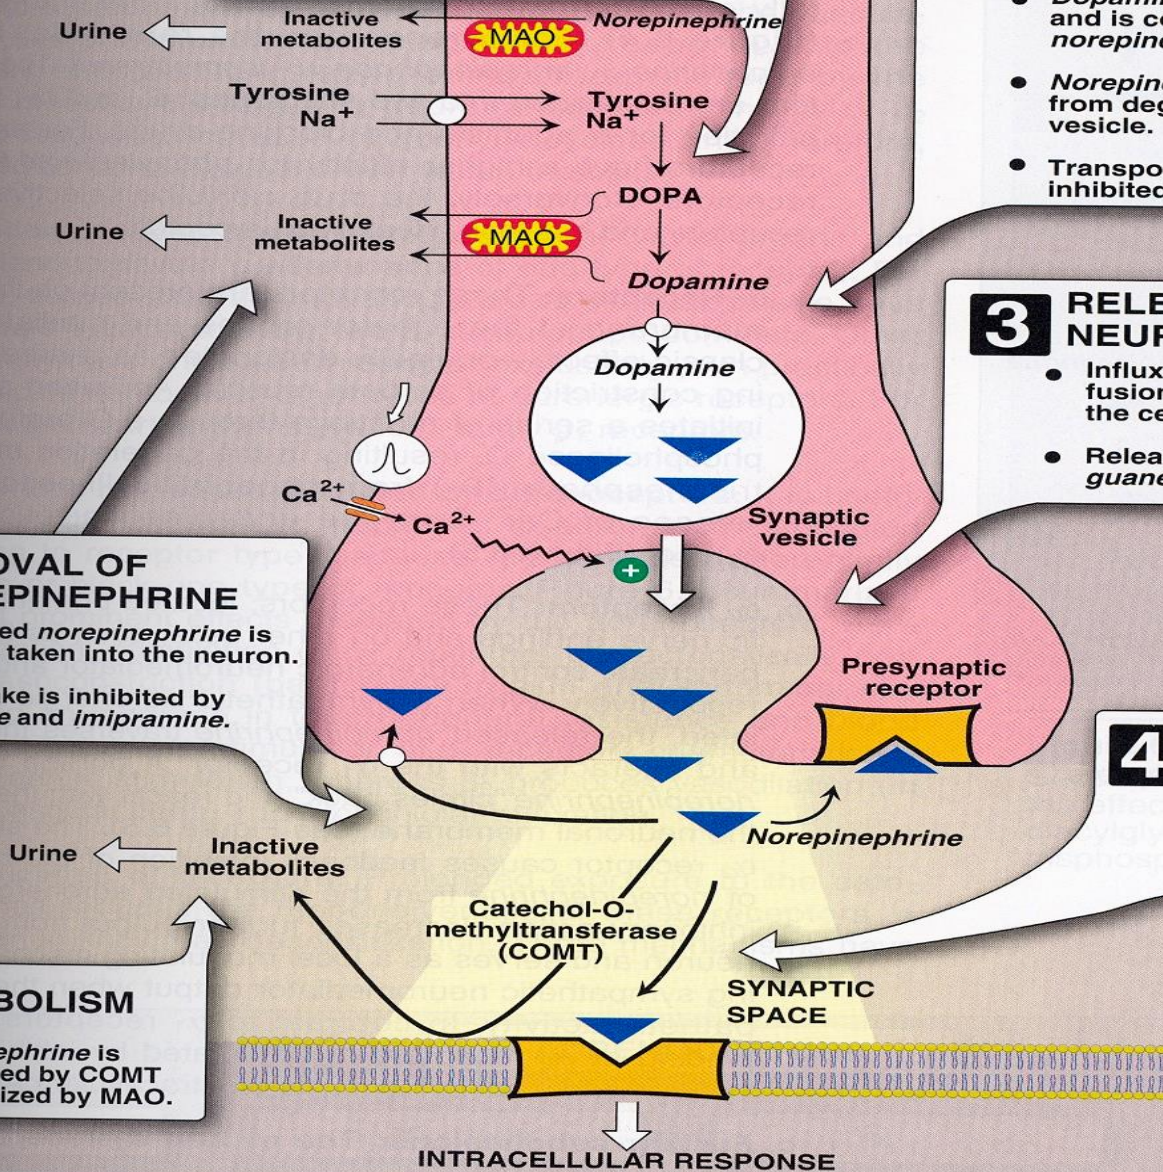 Urine
Inactive
metabolites
MAO
Norepinephrine
Tyrosine
Na+
Tyrosine
Na+
DOPA
Urine
Inactive
metabolites
MAO
Dopamine
Dopamine
Synaptic
vesicle
Ca2+
Ca2+
+
Presynaptic
receptor
Norepinephrine
Urine
Inactive
metabolites
Catechol-O-
methyltransferase
(COMT)
SYNAPTIC
SPACE
INTRACELLULAR RESPONSE
and is c
norepine
Norepin
from deg
vesicle.
Transpo
inhibited
3 RELE
NEUR
Influx
fusion
the ce
Relea
guane
4
OVAL OF
EPINEPHRINE
ed norepinephrine is
taken into the neuron.
ke is inhibited by
e and imipramine.
BOLISM
ephrine is
ed by COMT
ized by MAO.